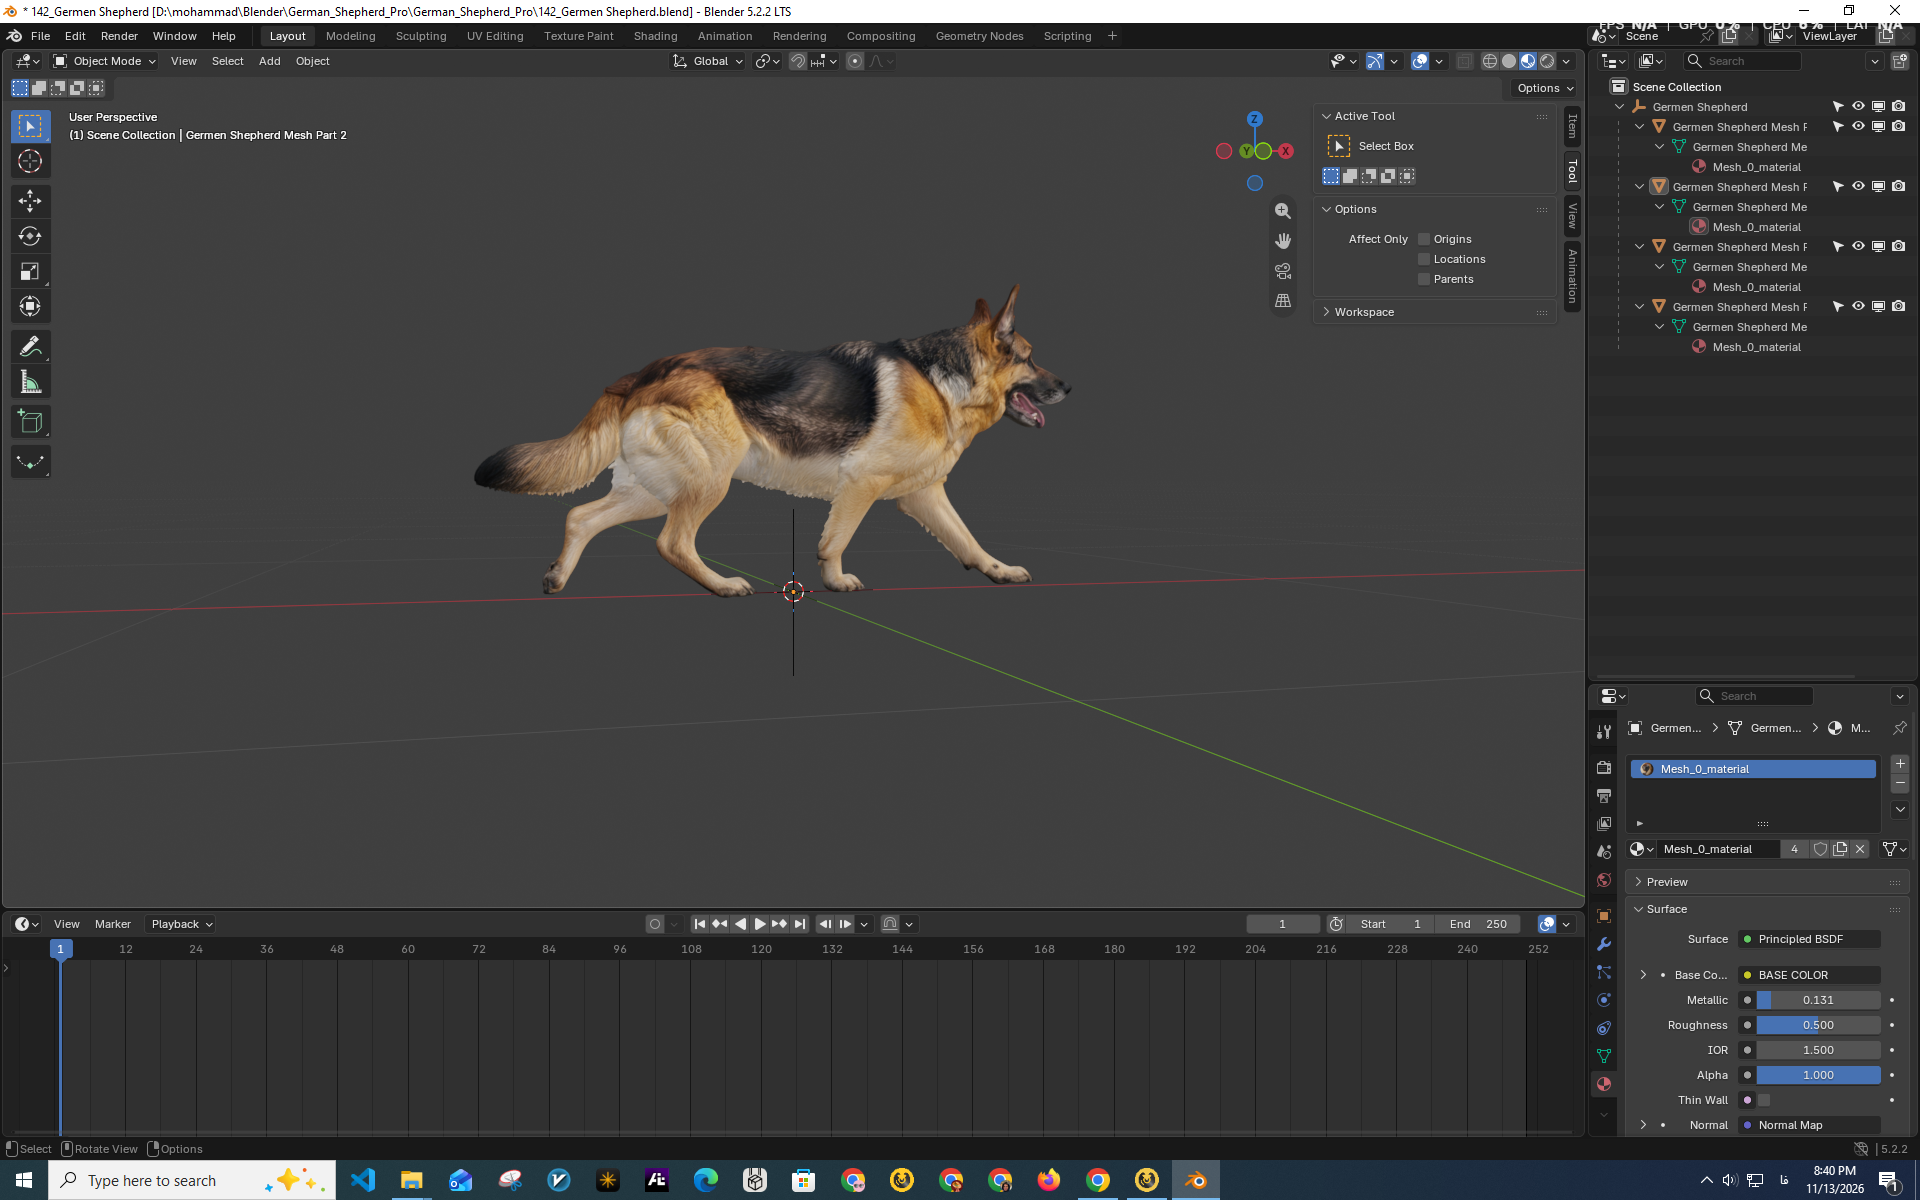 * 142_Germen Shepherd [D:\mohammad\Blender\German_Shepherd_Pro\German_Shepherd_Pro\142_Germen Shepherd.blend] - Blender 5.2.2 LTS
File Edit Render Window Help Layout Modeling Sculpting UV Editing Texture Paint Shading Animation Rendering Compositing Geometry Nodes Scripting +
FPS N/A | GPU 0% | CPU 6% | LAT N/A
Scene ViewLayer
Object Mode View Select Add Object Global
Search
Options
User Perspective
(1) Scene Collection | Germen Shepherd Mesh Part 2
Z
Y X
Active Tool
Select Box
Options
Affect Only Origins
Locations
Parents
Workspace
Item
Tool
View
Animation
Scene Collection
Germen Shepherd
Germen Shepherd Mesh P
Germen Shepherd Me
Mesh_0_material
Germen Shepherd Mesh P
Germen Shepherd Me
Mesh_0_material
Germen Shepherd Mesh P
Germen Shepherd Me
Mesh_0_material
Germen Shepherd Mesh P
Germen Shepherd Me
Mesh_0_material
Search
Germen... Germen... M...
Mesh_0_material
Mesh_0_material 4
Preview
Surface
Surface Principled BSDF
Base Co... BASE COLOR
Metallic 0.131
Roughness 0.500
IOR 1.500
Alpha 1.000
Thin Wall
Normal Normal Map
View Marker Playback 1 Start 1 End 250
1 12 24 36 48 60 72 84 96 108 120 132 144 156 168 180 192 204 216 228 240 252
Select Rotate View Options 5.2.2
Type here to search
فا
8:40 PM
11/13/2026
1